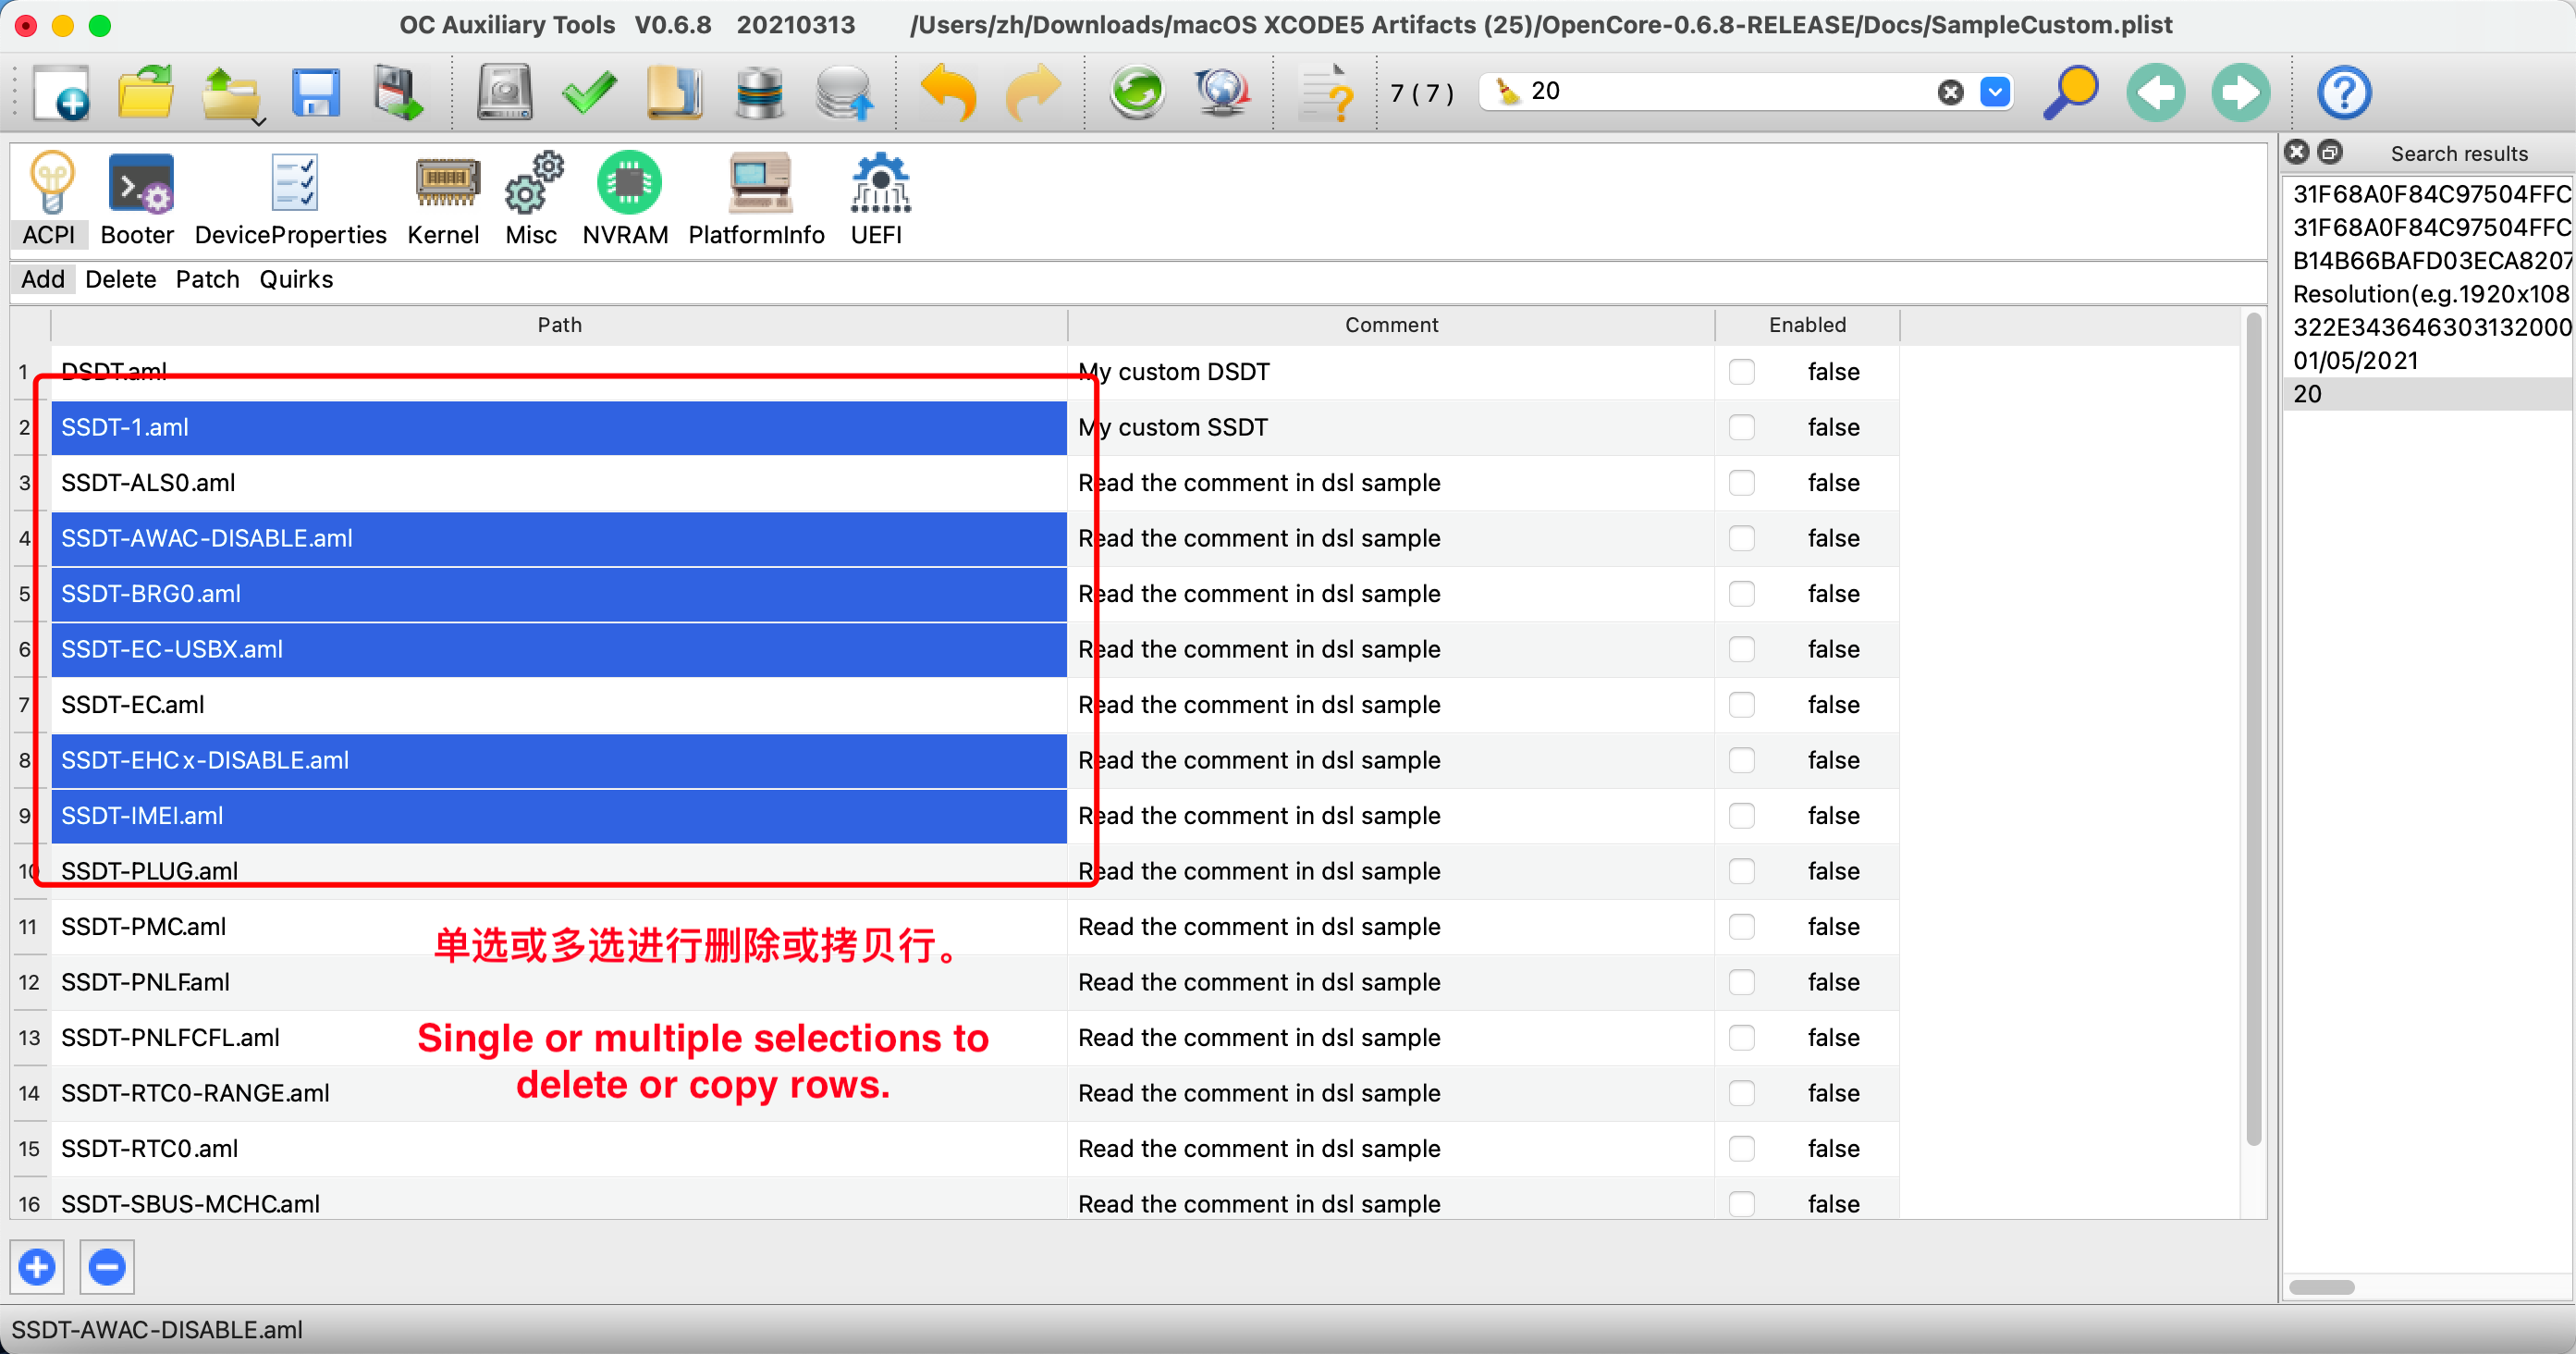 OC Auxiliary Tools V0.6.8 20210313 /Users/zh/Downloads/macOS XCODE5 Artifacts (25)/OpenCore-0.6.8-RELEASE/Docs/SampleCustom.plist
7 ( 7 ) 20
ACPI Booter DeviceProperties Kernel Misc NVRAM PlatformInfo UEFI
Add Delete Patch Quirks
Path Comment Enabled
1 DSDT.aml My custom DSDT false
2 SSDT-1.aml My custom SSDT false
3 SSDT-ALS0.aml Read the comment in dsl sample false
4 SSDT-AWAC-DISABLE.aml Read the comment in dsl sample false
5 SSDT-BRG0.aml Read the comment in dsl sample false
6 SSDT-EC-USBX.aml Read the comment in dsl sample false
7 SSDT-EC.aml Read the comment in dsl sample false
8 SSDT-EHCx-DISABLE.aml Read the comment in dsl sample false
9 SSDT-IMEI.aml Read the comment in dsl sample false
10 SSDT-PLUG.aml Read the comment in dsl sample false
11 SSDT-PMC.aml Read the comment in dsl sample false
12 SSDT-PNLF.aml Read the comment in dsl sample false
13 SSDT-PNLFCFL.aml Read the comment in dsl sample false
14 SSDT-RTC0-RANGE.aml Read the comment in dsl sample false
15 SSDT-RTC0.aml Read the comment in dsl sample false
16 SSDT-SBUS-MCHC.aml Read the comment in dsl sample false
单选或多选进行删除或拷贝行。
Single or multiple selections to
delete or copy rows.
Search results
31F68A0F84C97504FFC
31F68A0F84C97504FFC
B14B66BAFD03ECA8207
Resolution(e.g.1920x108
322E343646303132000
01/05/2021
20
SSDT-AWAC-DISABLE.aml